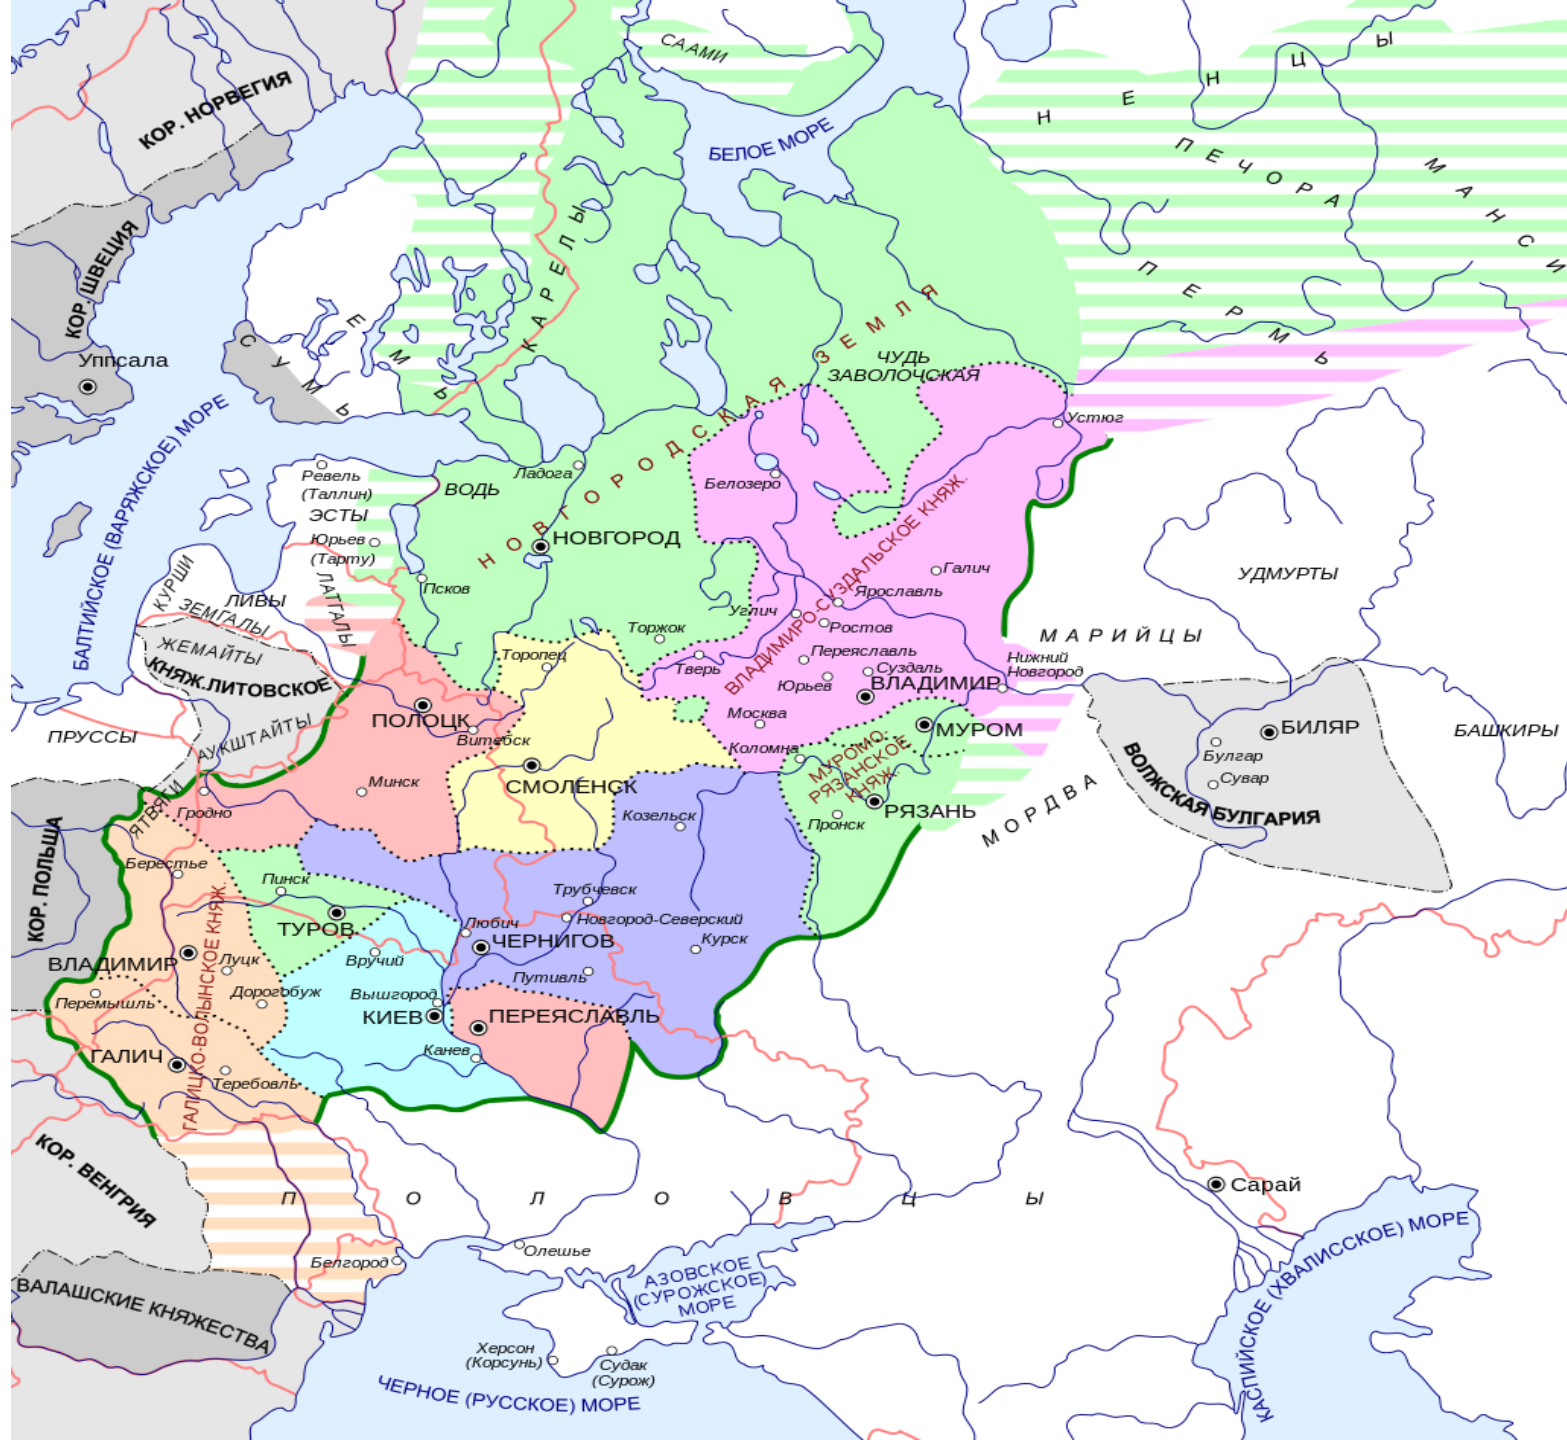 СААМИ
НЕНЦЫ
КОР. НОРВЕГИЯ
БЕЛОЕ МОРЕ
ПЕЧОРА
МАНСИ
КАРЕЛЫ
КОР. ШВЕЦИЯ
ПЕРМЬ
ЕМЬ
СУМЬ
Уппсала
НОВГОРОДСКАЯ ЗЕМЛЯ
ЧУДЬ
ЗАВОЛОЧСКАЯ
Устюг
БАЛТИЙСКОЕ (ВАРЯЖСКОЕ) МОРЕ
Ревель
(Таллин)
ВОДЬ
Ладога
Белозеро
ЭСТЫ
Юрьев
(Тарту)
НОВГОРОД
ВЛАДИМИРО-СУЗДАЛЬСКОЕ КНЯЖ.
Галич
УДМУРТЫ
КУРШИ
ЛИВЫ
ЗЕМГАЛЫ
ЛАТГАЛЫ
Псков
Ярославль
Углич
Ростов
Торжок
МАРИЙЦЫ
ЖЕМАЙТЫ
КНЯЖ.ЛИТОВСКОЕ
Торопец
Тверь
Переяславль
Суздаль
Юрьев
ВЛАДИМИР
Нижний
Новгород
АУКШТАЙТЫ
ПОЛОЦК
Витебск
Москва
Коломна
МУРОМ
МУРОМО-
РЯЗАНСКОЕ
КНЯЖ.
БИЛЯР
Булгар
Сувар
ВОЛЖСКАЯ БУЛГАРИЯ
БАШКИРЫ
ПРУССЫ
ЯТВЯГИ
Гродно
Минск
СМОЛЕНСК
Козельск
РЯЗАНЬ
Пронск
МОРДВА
КОР. ПОЛЬША
Берестье
Пинск
ТУРОВ
Трубчевск
Новгород-Северский
Любич
ЧЕРНИГОВ
Курск
Путивль
ВЛАДИМИР
Луцк
Вручий
ГАЛИЦКО-ВОЛЫНСКОЕ КНЯЖ.
Перемышль
Дорогобуж
Вышгород
КИЕВ
ПЕРЕЯСЛАВЛЬ
Канев
ГАЛИЧ
Теребовль
КОР. ВЕНГРИЯ
ПОЛОВЦЫ
Сарай
Белгород
Олешье
ВАЛАШСКИЕ КНЯЖЕСТВА
АЗОВСКОЕ
(СУРОЖСКОЕ)
МОРЕ
Херсон
(Корсунь)
Судак
(Сурож)
ЧЕРНОЕ (РУССКОЕ) МОРЕ
КАСПИЙСКОЕ (ХВАЛИССКОЕ) МОРЕ